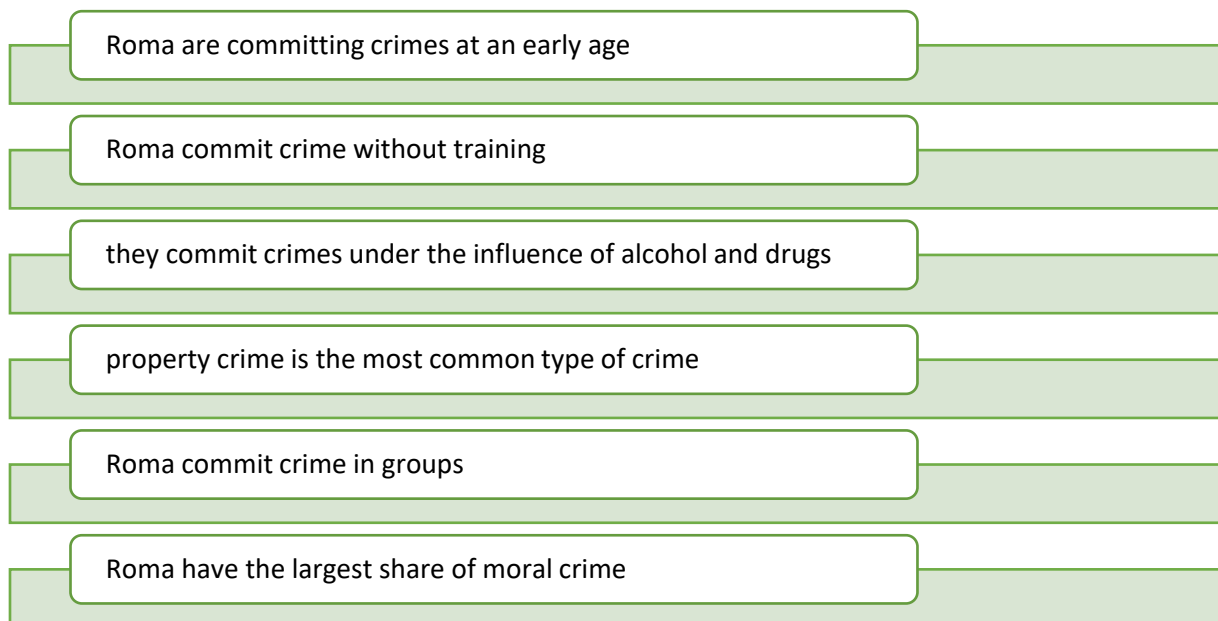 Roma are committing crimes at an early age
Roma commit crime without training
they commit crimes under the influence of alcohol and drugs
property crime is the most common type of crime
Roma commit crime in groups
Roma have the largest share of moral crime